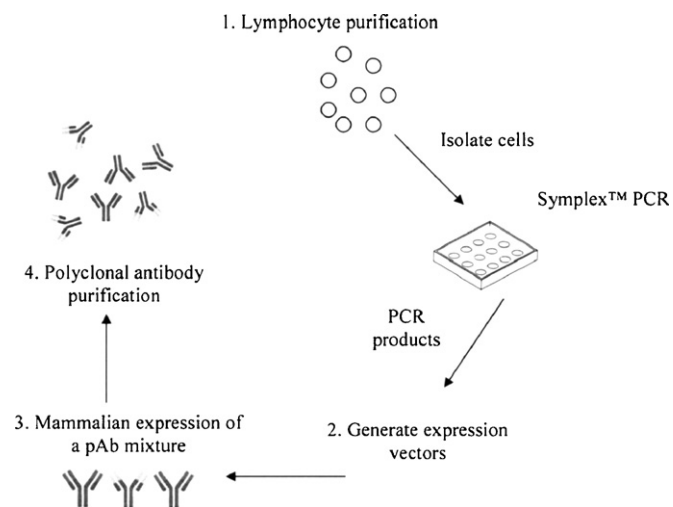 1. Lymphocyte purification
Isolate cells
Symplex™ PCR
PCR
products
2. Generate expression
vectors
3. Mammalian expression of
a pAb mixture
4. Polyclonal antibody
purification